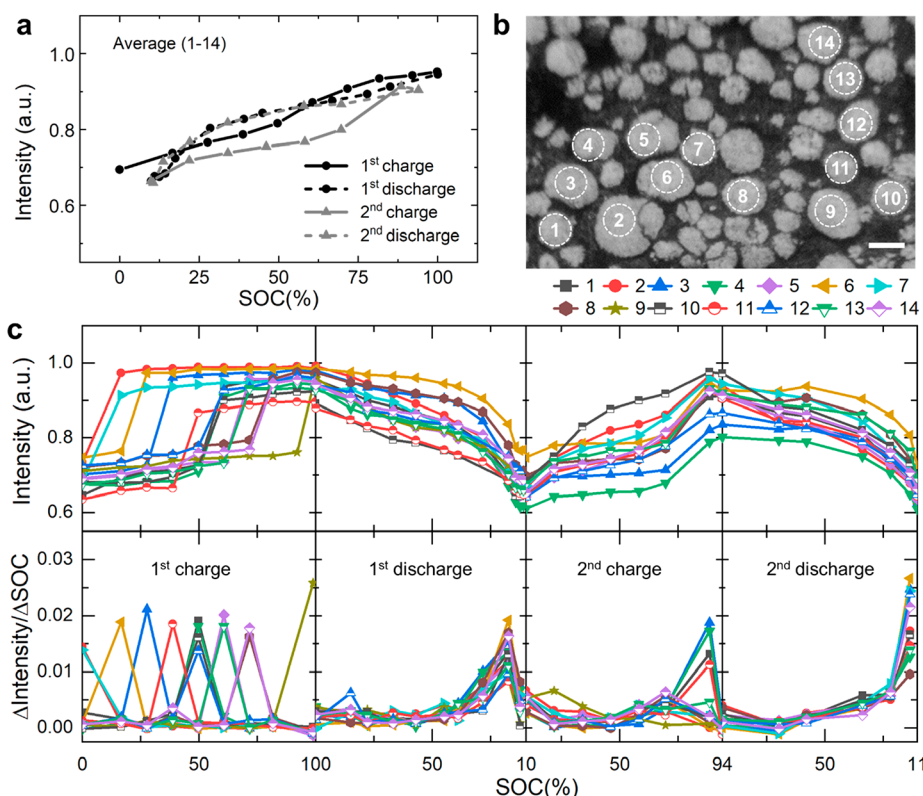 a
Average (1-14)
Intensity (a.u.)
1.0
0.8
0.6
0
25
50
75
100
SOC(%)
1st charge
1st discharge
2nd charge
2nd discharge
b
14
13
12
5
4
7
11
3
6
8
10
9
2
1
1 2 3 4 5 6 7
8 9 10 11 12 13 14
c
Intensity (a.u.)
1.0
0.8
0.6
ΔIntensity/ΔSOC
0.03
0.02
0.01
0.00
1st charge
1st discharge
2nd charge
2nd discharge
0 50 100 50 10 50 94 50 11
SOC(%)